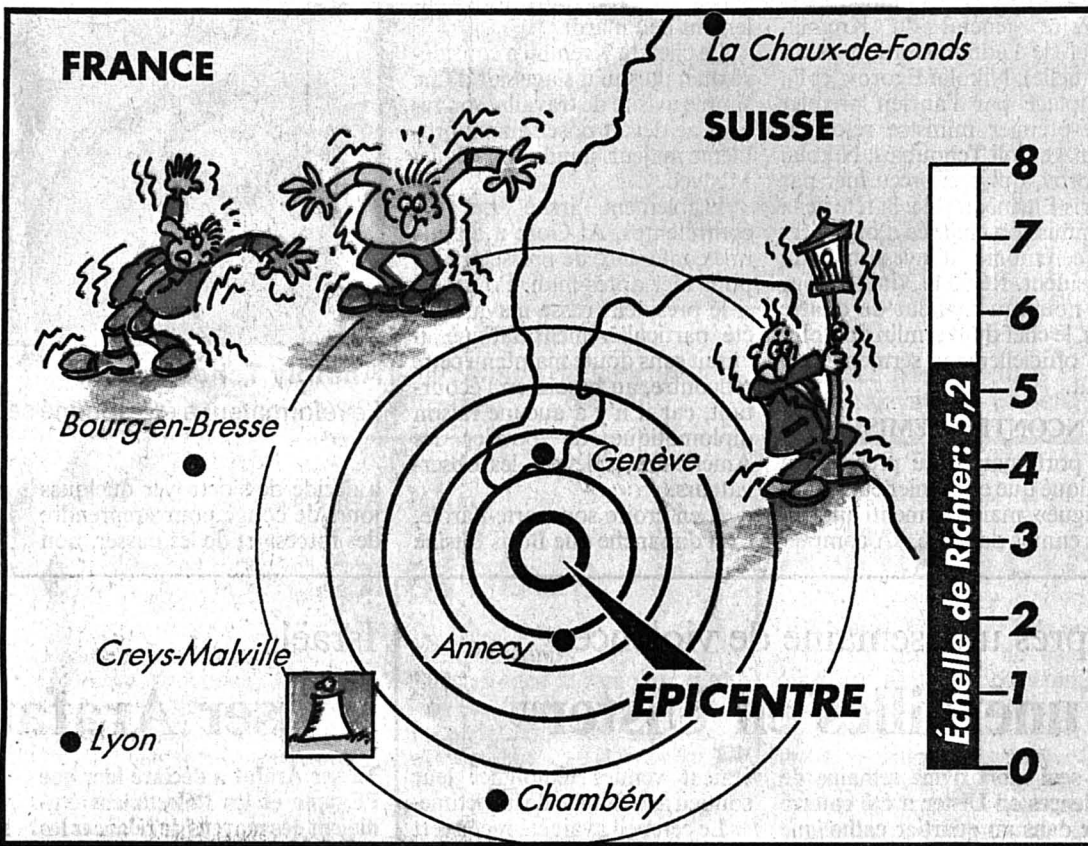 FRANCE
La Chaux-de-Fonds
SUISSE
8
7
6
5
4
3
2
1
0
Échelle de Richter: 5,2
Bourg-en-Bresse
Genève
Annecy
Creys-Malville
ÉPICENTRE
Lyon
Chambéry